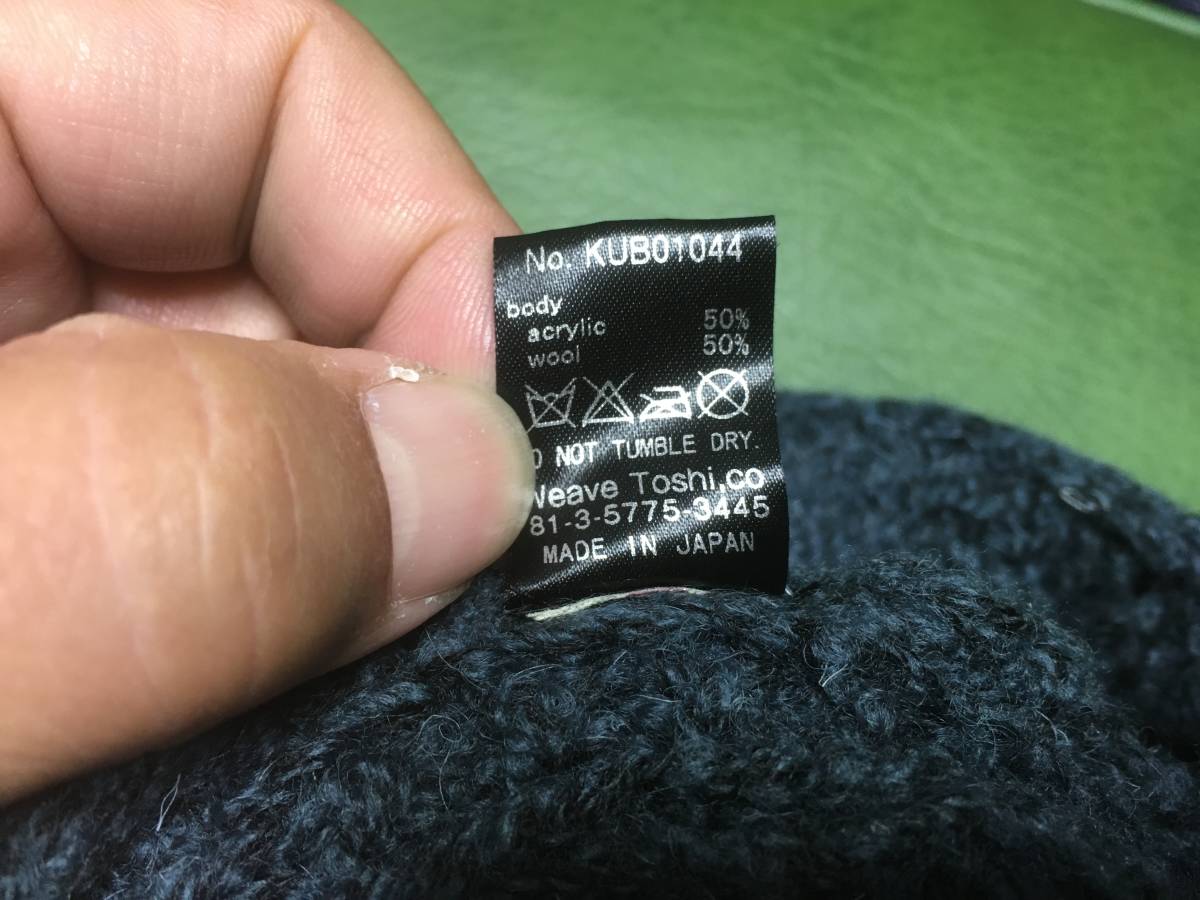 No. KUB01044
body
acrylic 50%
wool 50%
NOT TUMBLE DRY.
Weave Toshi.co
81-3-5775-3445
MADE IN JAPAN